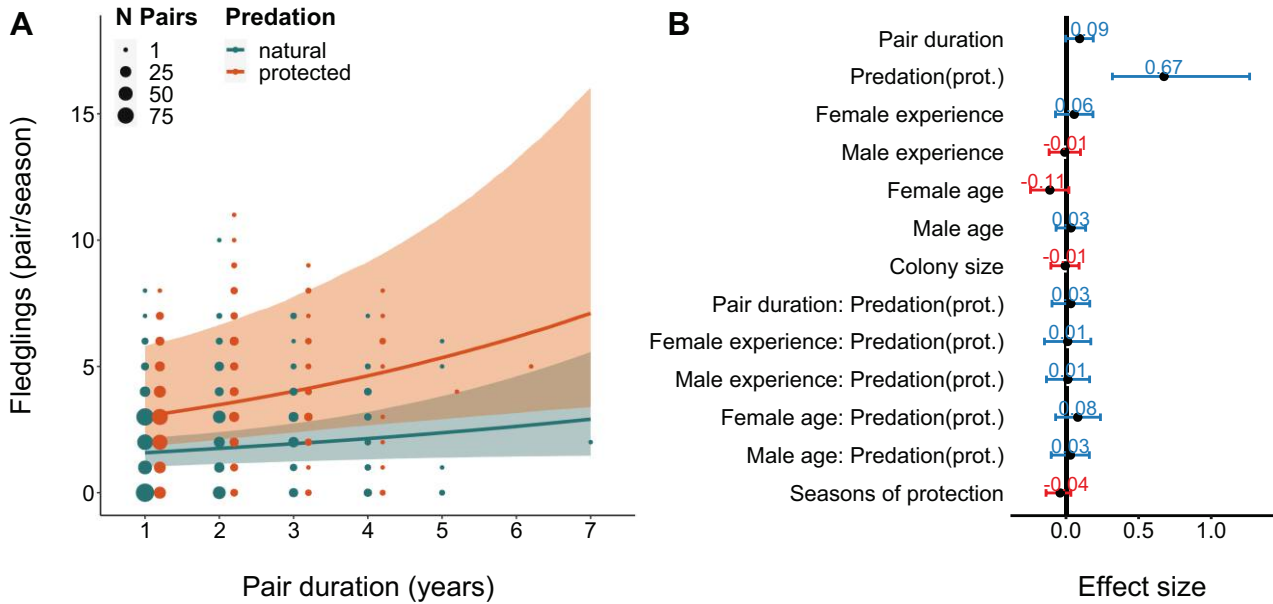 A
N Pairs
1
25
50
75
Predation
natural
protected
Fledglings (pair/season)
15
10
5
0
1 2 3 4 5 6 7
Pair duration (years)
B
Pair duration 0.09
Predation(prot.) 0.67
Female experience 0.06
Male experience -0.01
Female age -0.11
Male age 0.03
Colony size -0.01
Pair duration: Predation(prot.) 0.03
Female experience: Predation(prot.) 0.01
Male experience: Predation(prot.) 0.01
Female age: Predation(prot.) 0.08
Male age: Predation(prot.) 0.03
Seasons of protection -0.04
0.0 0.5 1.0
Effect size